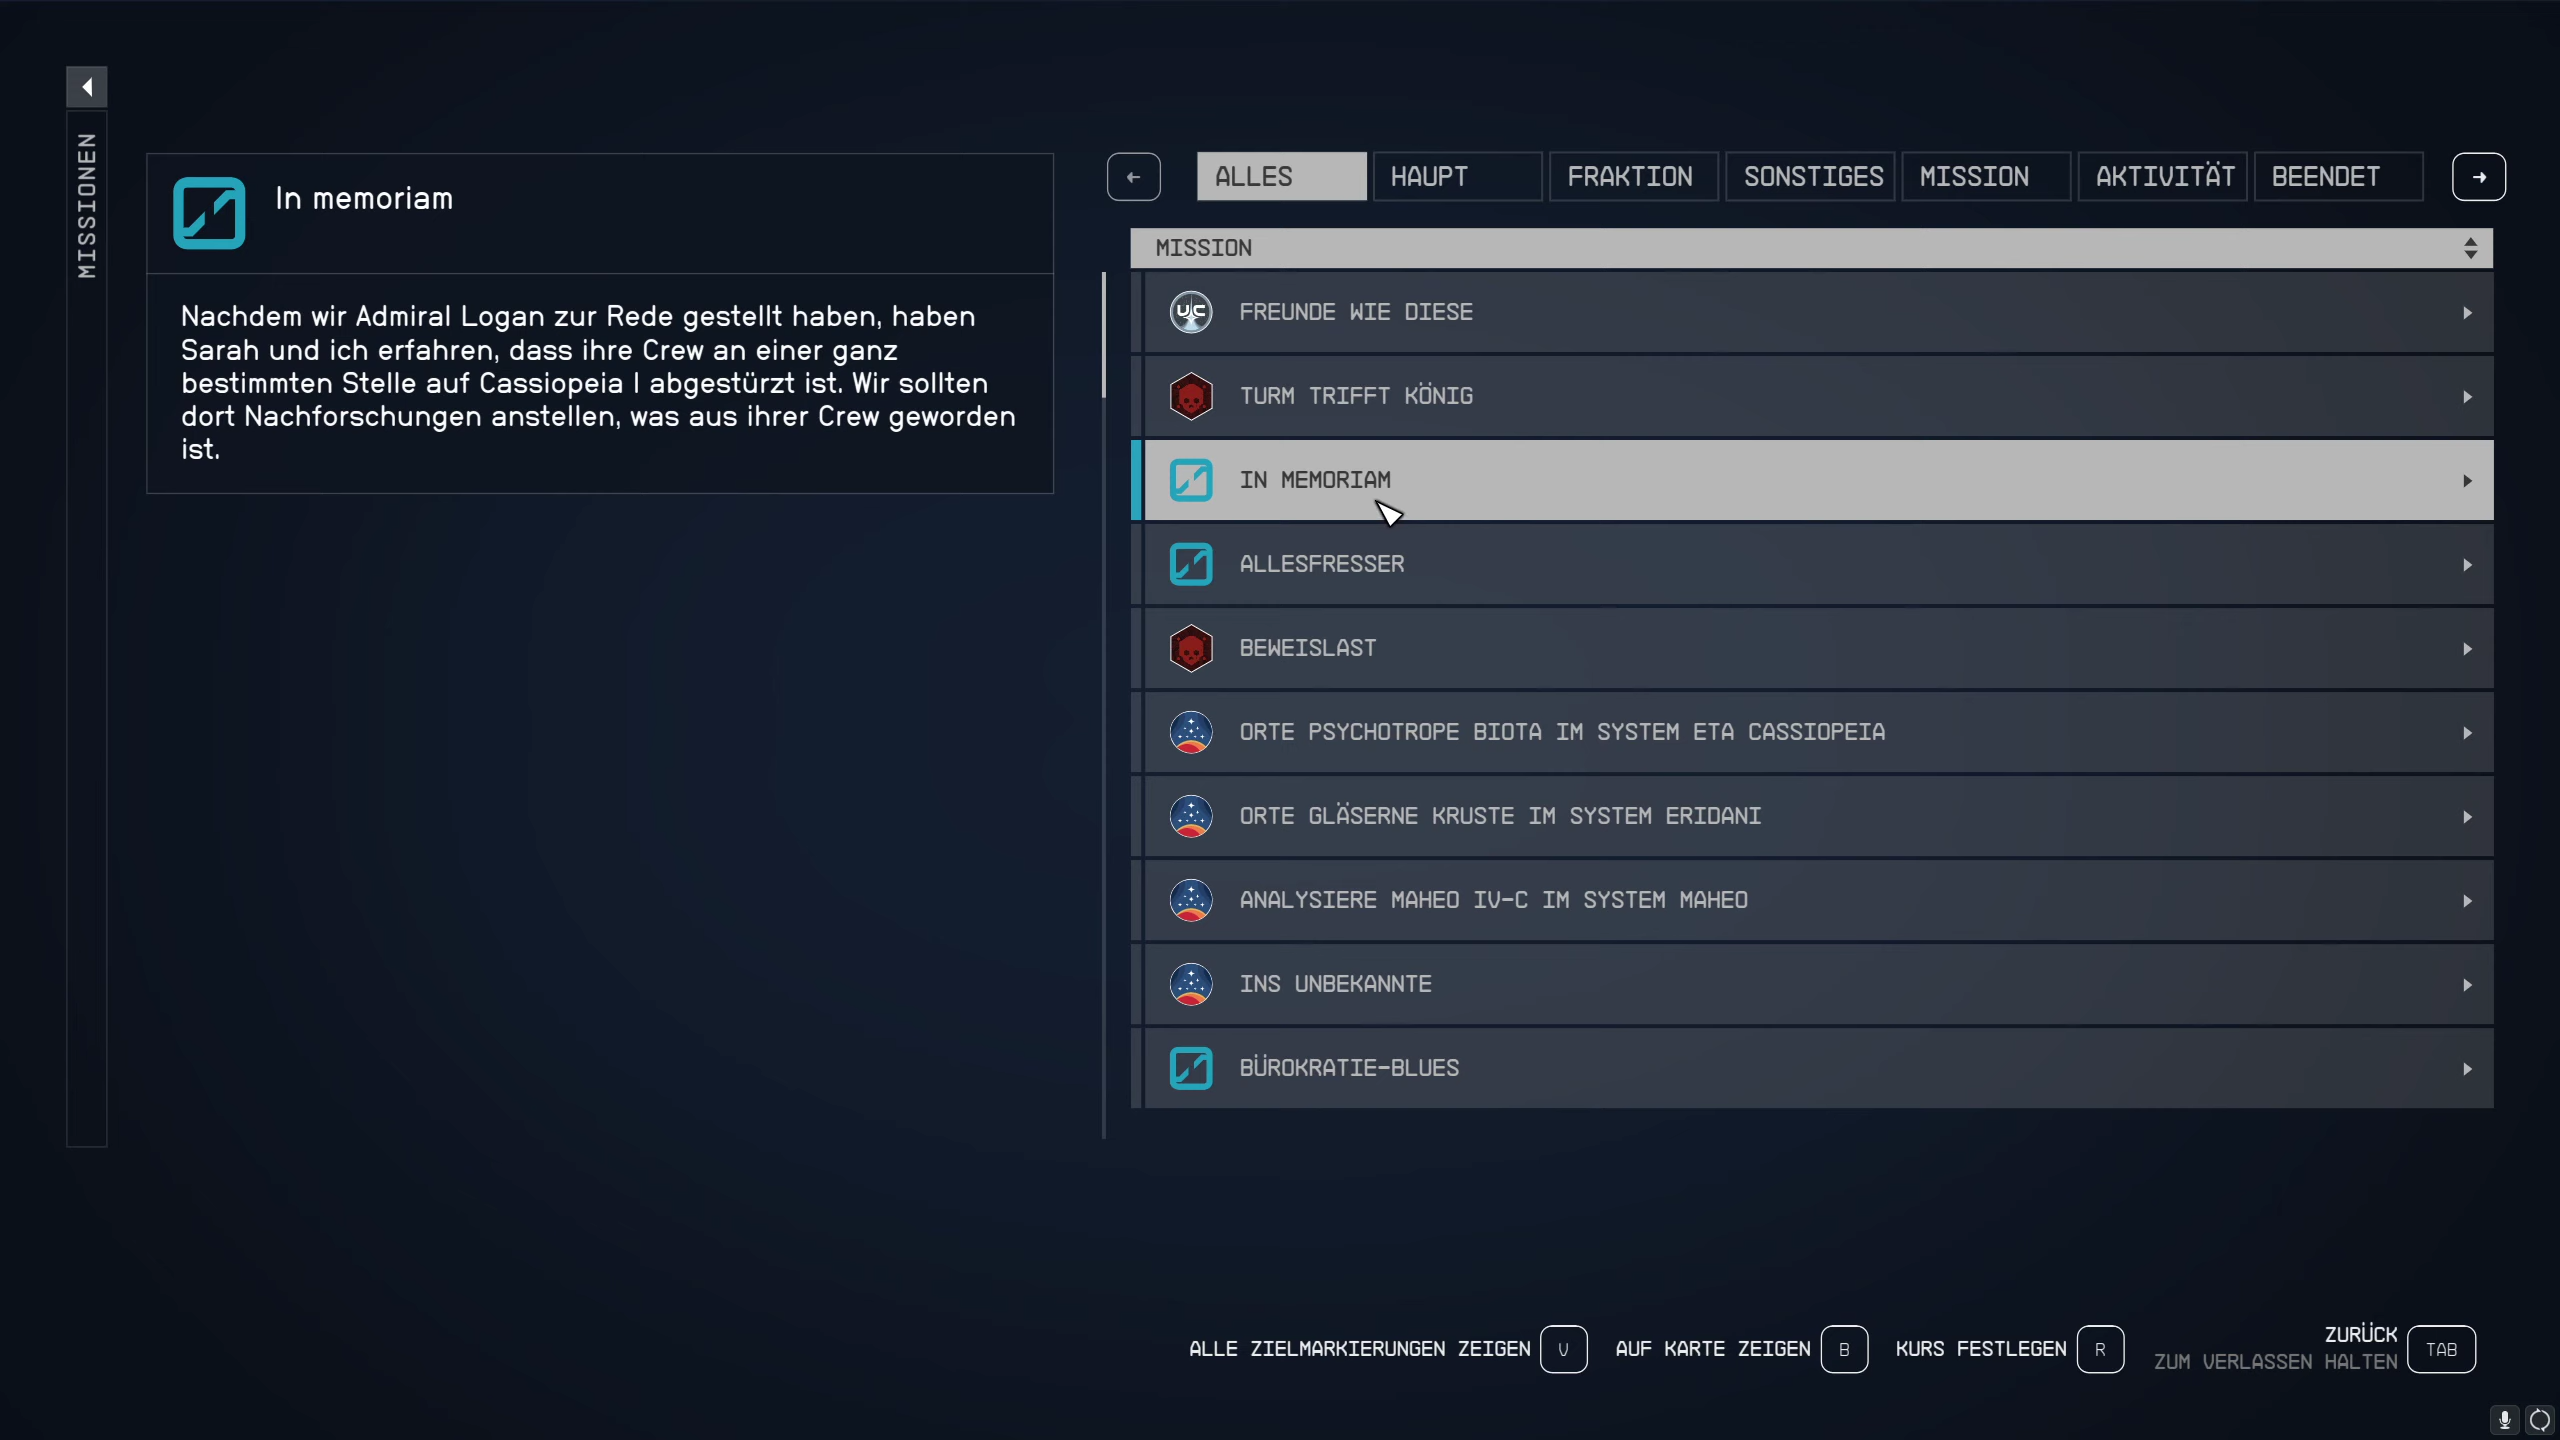 MISSIONEN
In memoriam
Nachdem wir Admiral Logan zur Rede gestellt haben, haben
Sarah und ich erfahren, dass ihre Crew an einer ganz
bestimmten Stelle auf Cassiopeia I abgestürzt ist. Wir sollten
dort Nachforschungen anstellen, was aus ihrer Crew geworden
ist.
ALLES HAUPT FRAKTION SONSTIGES MISSION AKTIVITÄT BEENDET
MISSION
UC FREUNDE WIE DIESE
TURM TRIFFT KÖNIG
IN MEMORIAM
ALLESFRESSER
BEWEISLAST
ORTE PSYCHOTROPE BIOTA IM SYSTEM ETA CASSIOPEIA
ORTE GLÄSERNE KRUSTE IM SYSTEM ERIDANI
ANALYSIERE MAHEO IV-C IM SYSTEM MAHEO
INS UNBEKANNTE
BÜROKRATIE-BLUES
ALLE ZIELMARKIERUNGEN ZEIGEN V AUF KARTE ZEIGEN B KURS FESTLEGEN R
ZURÜCK
ZUM VERLASSEN HALTEN TAB